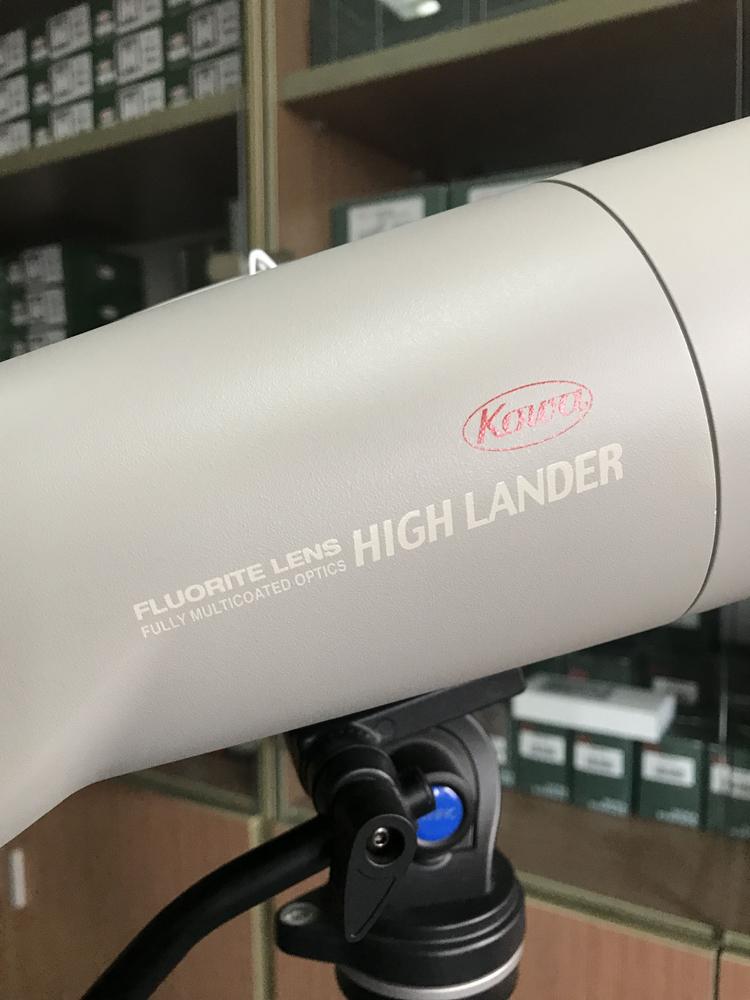 Kowa
HIGH LANDER
FLUORITE LENS
FULLY MULTICOATED OPTICS